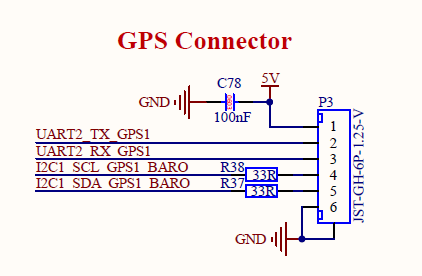 GPS Connector
C78
5V
GND
100nF
P3
1
UART2_TX_GPS1
2
UART2_RX_GPS1
3
I2C1_SCL_GPS1_BARO
R38
33R
4
I2C1_SDA_GPS1_BARO
R37
33R
5
6
GND
JST-GH-6P-1.25-V